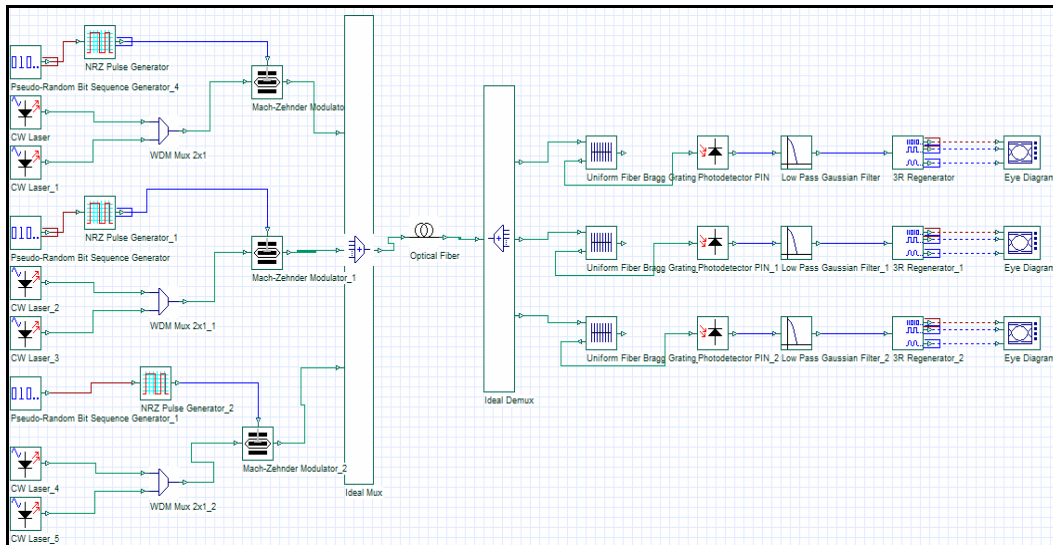 NRZ Pulse Generator
Pseudo-Random Bit Sequence Generator_4
Mach-Zehnder Modulato
CW Laser
WDM Mux 2x1
CW Laser_1
NRZ Pulse Generator_1
Pseudo-Random Bit Sequence Generator
Mach-Zehnder Modulator_1
CW Laser_2
WDM Mux 2x1_1
CW Laser_3
NRZ Pulse Generator_2
Pseudo-Random Bit Sequence Generator_1
Mach-Zehnder Modulator_2
CW Laser_4
WDM Mux 2x1_2
CW Laser_5
Ideal Mux
Optical Fiber
Ideal Demux
Uniform Fiber Bragg Grating Photodetector PIN Low Pass Gaussian Filter 3R Regenerator Eye Diagram
Uniform Fiber Bragg Grating_Photodetector PIN_1 Low Pass Gaussian Filter_1 3R Regenerator_1 Eye Diagram
Uniform Fiber Bragg Grating_Photodetector PIN_2 Low Pass Gaussian Filter_2 3R Regenerator_2 Eye Diagram